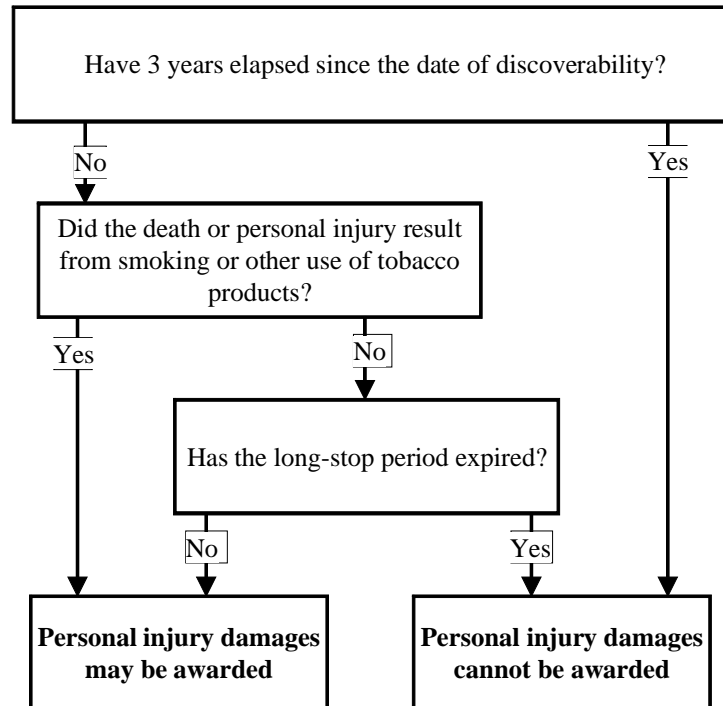 Have 3 years elapsed since the date of discoverability?
No
Yes
Did the death or personal injury result
from smoking or other use of tobacco
products?
Yes
No
Has the long-stop period expired?
No
Yes
Personal injury damages
may be awarded
Personal injury damages
cannot be awarded